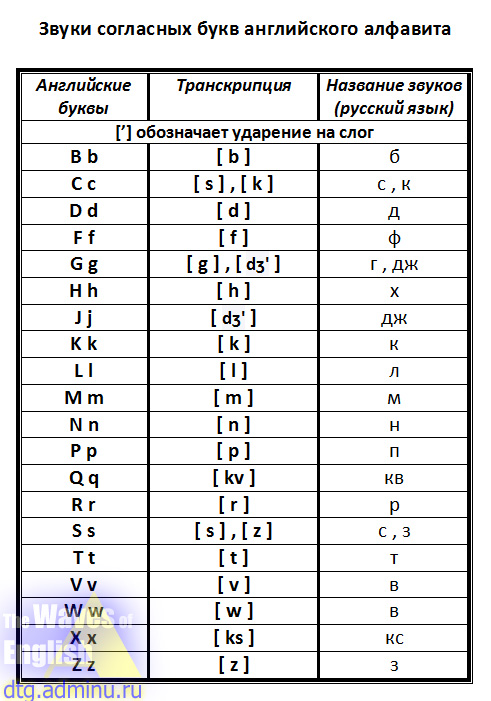 Звуки согласных букв английского алфавита
Английские буквы Транскрипция Название звуков (русский язык)
[′] обозначает ударение на слог
B b [ b ] б
C c [ s ] , [ k ] с , к
D d [ d ] д
F f [ f ] ф
G g [ g ] , [ dʒ' ] г , дж
H h [ h ] х
J j [ dʒ' ] дж
K k [ k ] к
L l [ l ] л
M m [ m ] м
N n [ n ] н
P p [ p ] п
Q q [ kv ] кв
R r [ r ] р
S s [ s ] , [ z ] с , з
T t [ t ] т
V v [ v ] в
W w [ w ] в
X x [ ks ] кс
Z z [ z ] з
The Waves of
English
dtg.adminu.ru